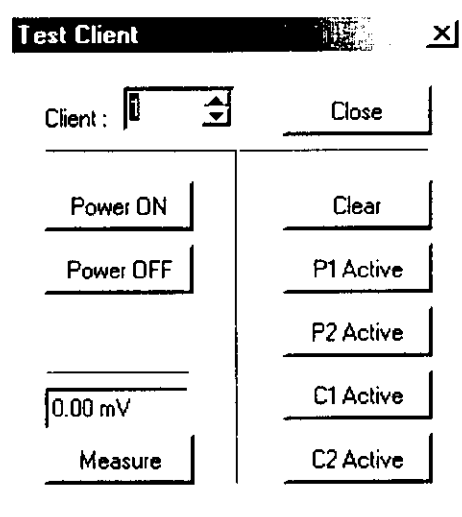 Test Client
Client : 1
Close
Power ON
Clear
Power OFF
P1 Active
P2 Active
0.00 mV
C1 Active
Measure
C2 Active